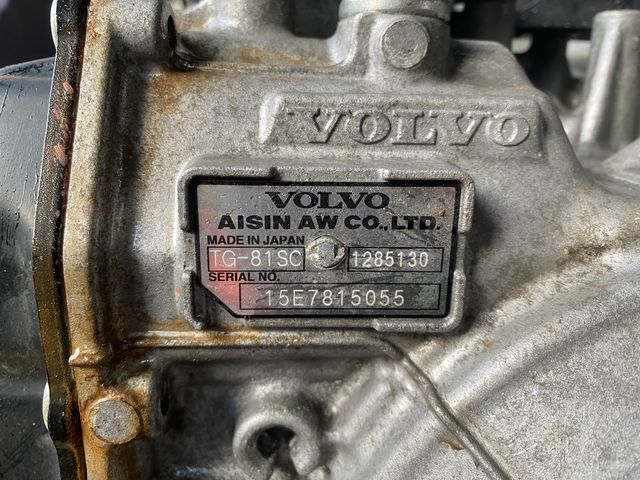 VOLVO
VOLVO
AISIN AW CO.,LTD.
MADE IN JAPAN
TG-81SC 1285130
SERIAL NO.
15E7815055